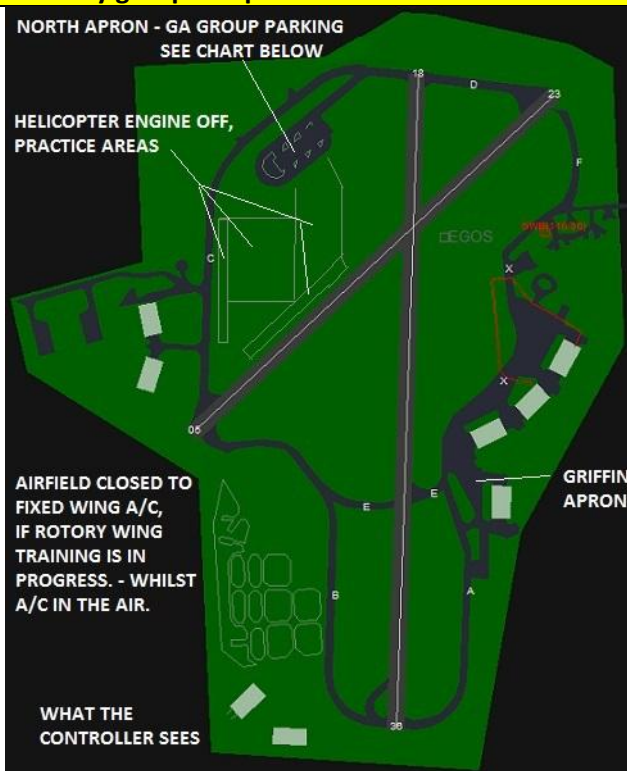 NORTH APRON - GA GROUP PARKING
SEE CHART BELOW
18
D
23
HELICOPTER ENGINE OFF,
PRACTICE AREAS
F
EGOS
X
C
X
05
AIRFIELD CLOSED TO
FIXED WING A/C,
IF ROTORY WING
TRAINING IS IN
PROGRESS. - WHILST
A/C IN THE AIR.
GRIFFIN
APRON
E
E
B
A
36
WHAT THE
CONTROLLER SEES